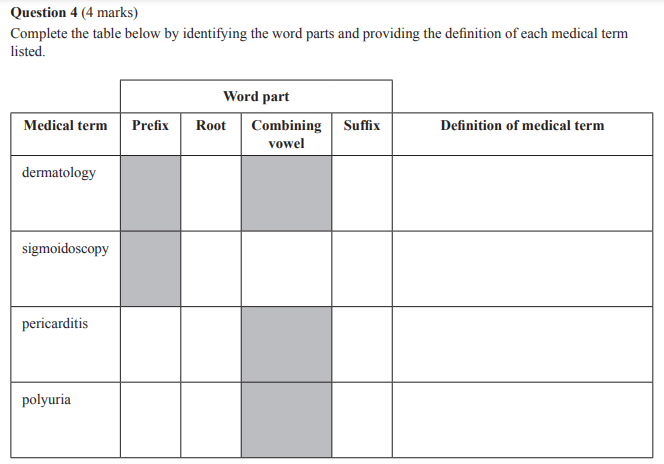 Question 4 (4 marks)
Complete the table below by identifying the word parts and providing the definition of each medical term
listed.
Word part
Medical term Prefix Root Combining vowel Suffix Definition of medical term
dermatology
sigmoidoscopy
pericarditis
polyuria